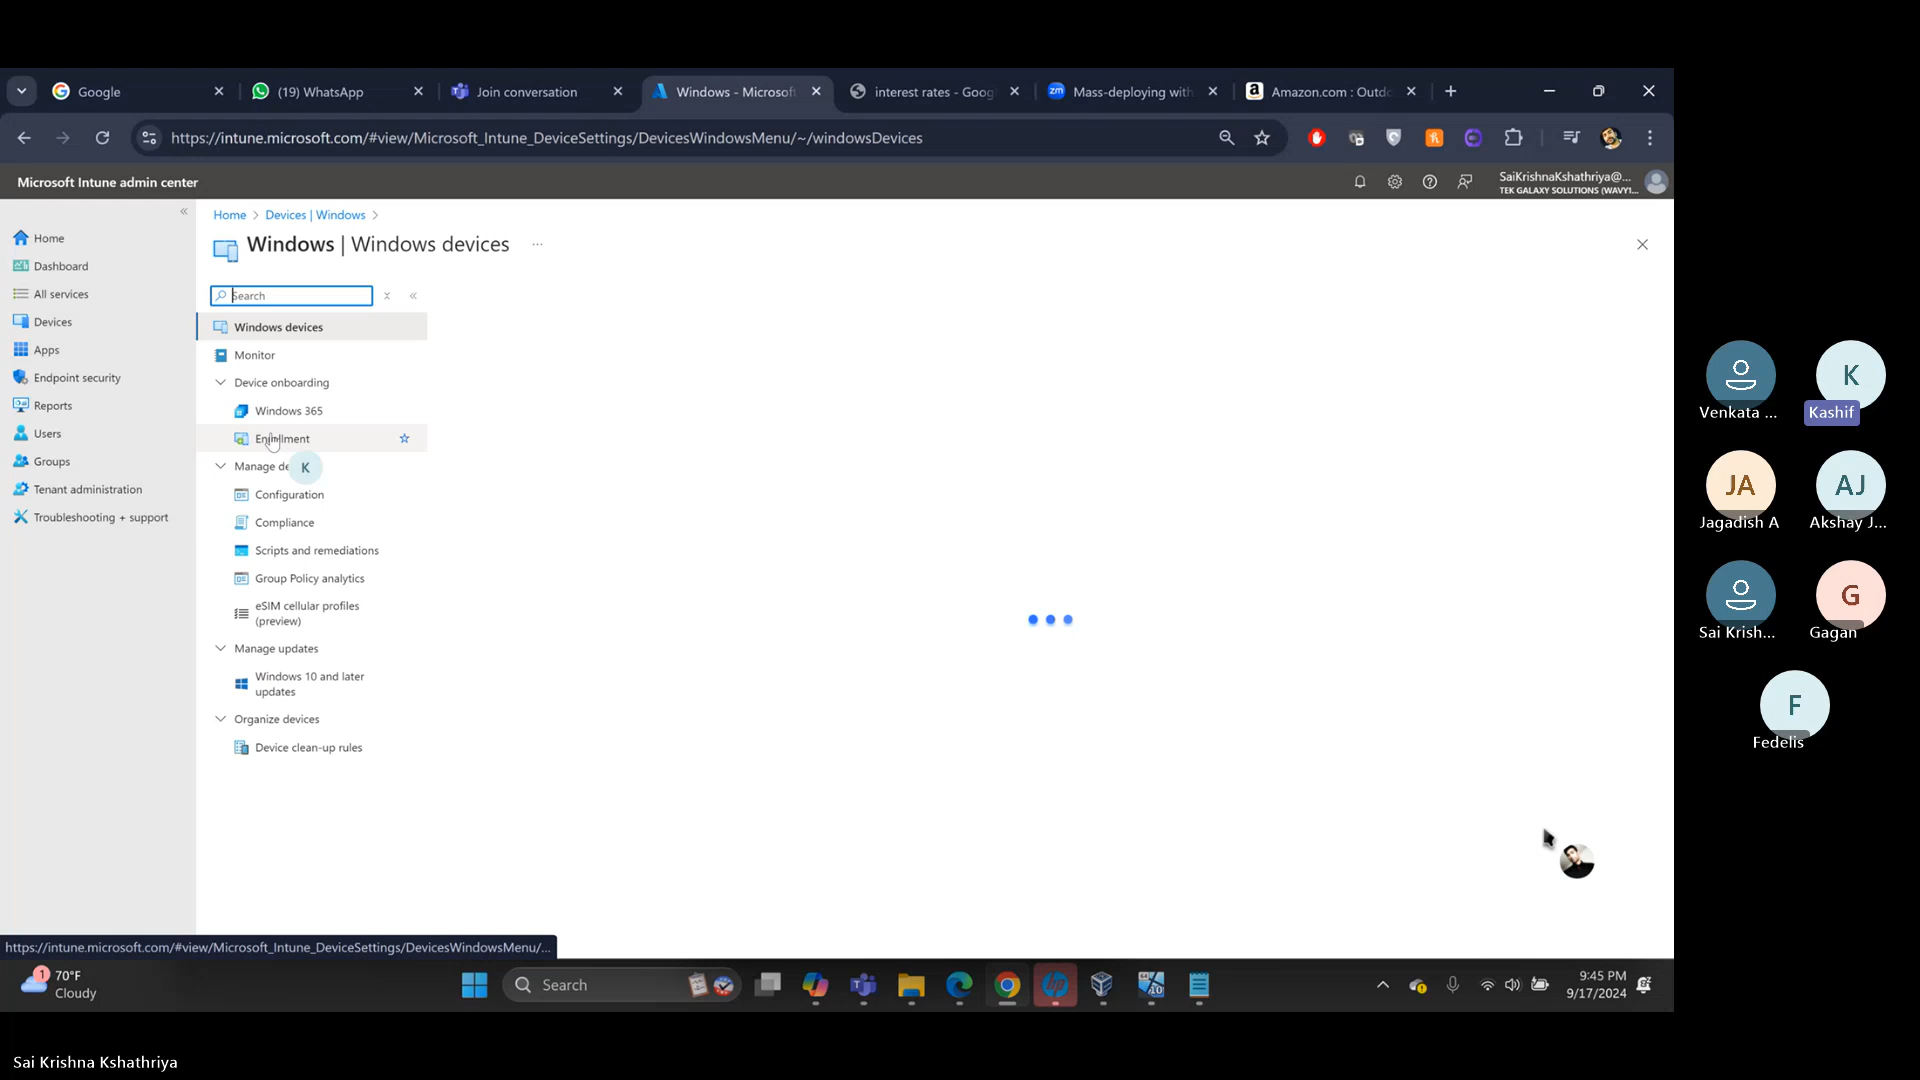 Google
(19) WhatsApp
Join conversation
Windows - Microsoft
interest rates - Goog
Mass-deploying with
Amazon.com : Outdo
https://intune.microsoft.com/#view/Microsoft_Intune_DeviceSettings/DevicesWindowsMenu/~/windowsDevices
Microsoft Intune admin center
SaiKrishnaKshathriya@...
TEK GALAXY SOLUTIONS (WAVY1...
Home
Dashboard
All services
Devices
Apps
Endpoint security
Reports
Users
Groups
Tenant administration
Troubleshooting + support
Home > Devices | Windows >
Windows | Windows devices
...
Search
Windows devices
Monitor
Device onboarding
Windows 365
Enrollment
Manage de
K
Configuration
Compliance
Scripts and remediations
Group Policy analytics
eSIM cellular profiles
(preview)
Manage updates
Windows 10 and later
updates
Organize devices
Device clean-up rules
https://intune.microsoft.com/#view/Microsoft_Intune_DeviceSettings/DevicesWindowsMenu/...
1
70°F
Cloudy
Search
9:45 PM
9/17/2024
Venkata ...
K
Kashif
JA
Jagadish A
AJ
Akshay J...
Sai Krish...
G
Gagan
F
Fedelis
Sai Krishna Kshathriya